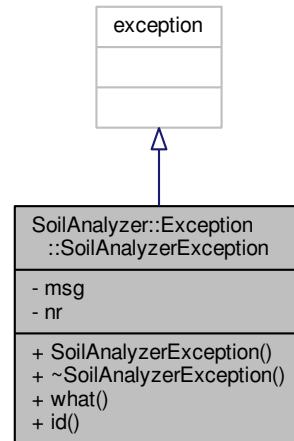 exception
SoilAnalyzer::Exception
::SoilAnalyzerException
- msg
- nr
+ SoilAnalyzerException()
+ ~SoilAnalyzerException()
+ what()
+ id()